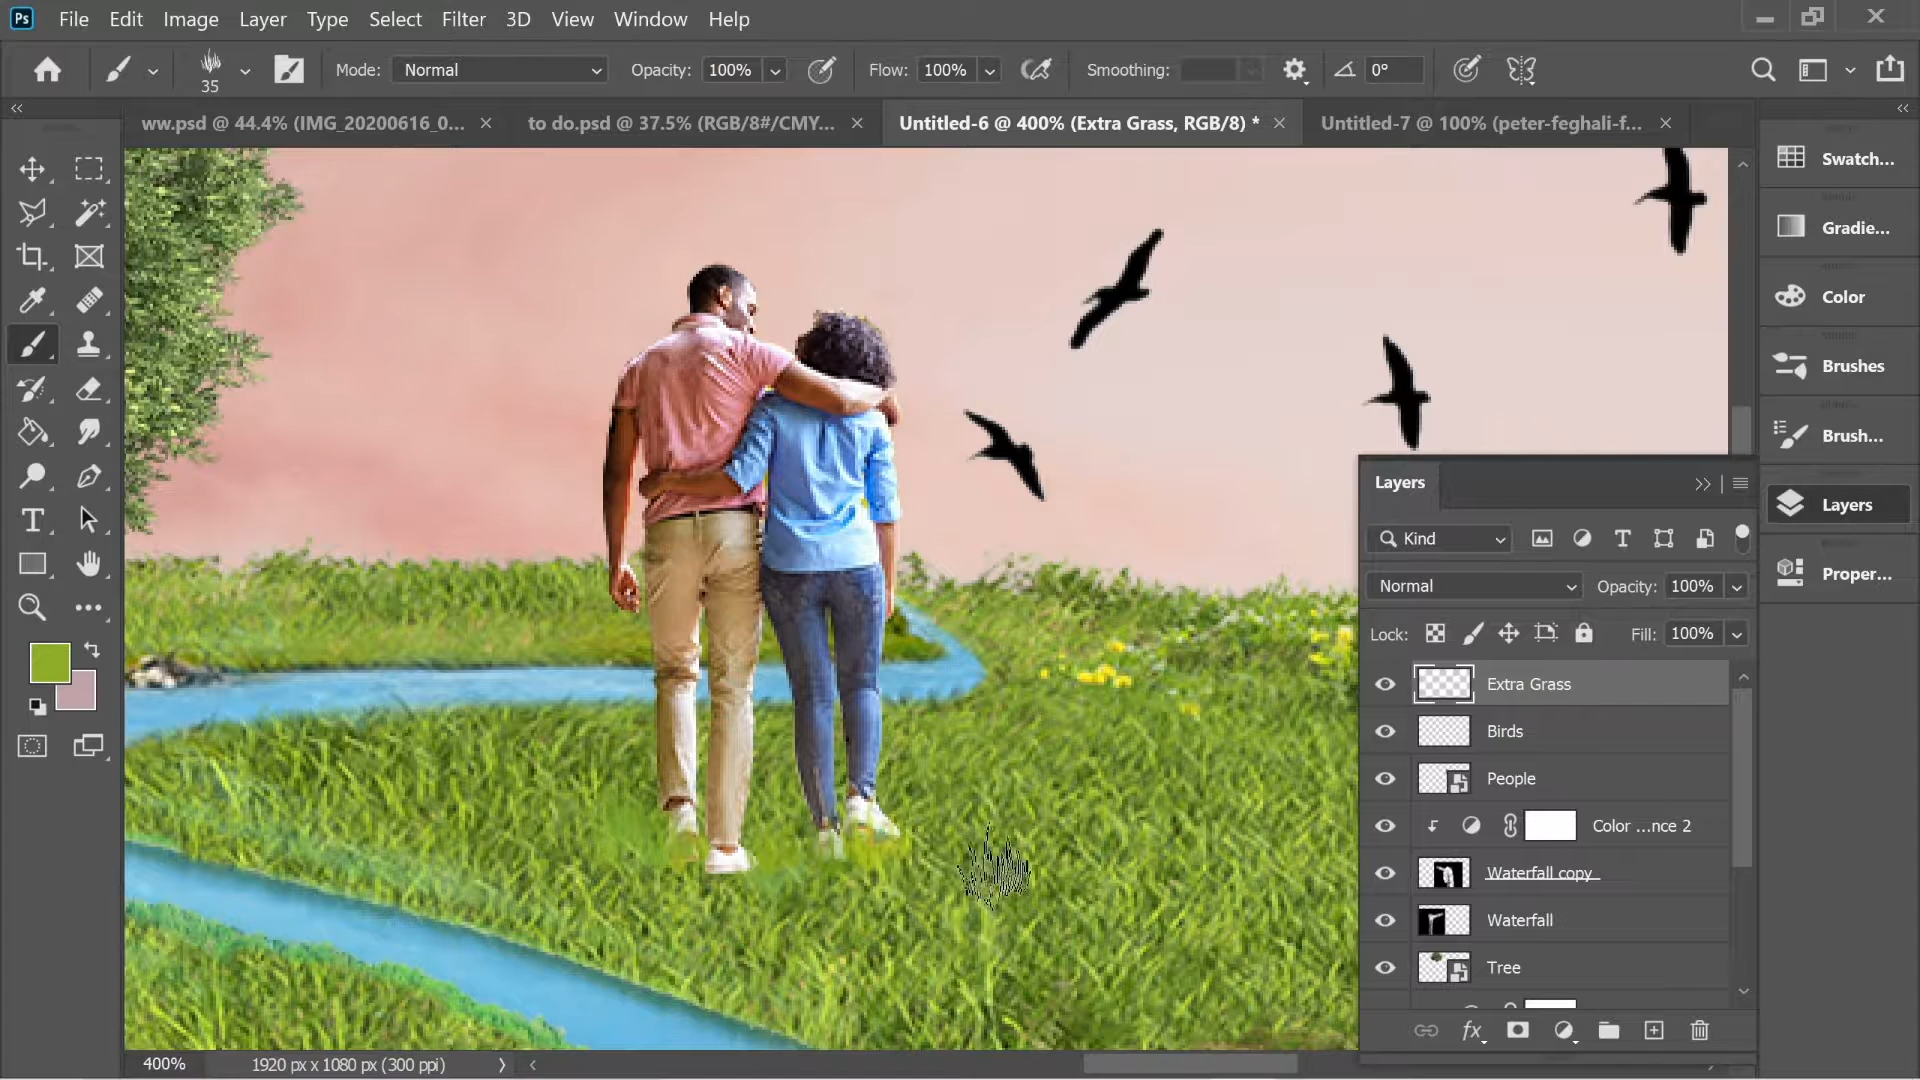 Ps File Edit Image Layer Type Select Filter 3D View Window Help
35 Mode: Normal Opacity: 100% Flow: 100% Smoothing: 0°
ww.psd @ 44.4% (IMG_20200616_0... × to do.psd @ 37.5% (RGB/8#/CMY... × Untitled-6 @ 400% (Extra Grass, RGB/8) * × Untitled-7 @ 100% (peter-feghali-f... ×
Swatch...
Gradie...
Color
Brushes
Brush...
Layers
Proper...
Layers
Kind
Normal Opacity: 100%
Lock: Fill: 100%
Extra Grass
Birds
People
Color ...nce 2
Waterfall copy
Waterfall
Tree
fx
400% 1920 px x 1080 px (300 ppi)